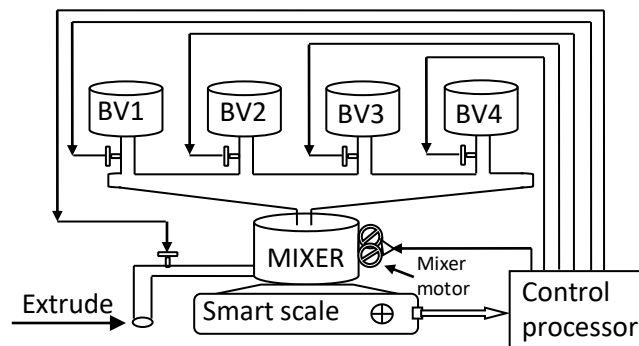 BV1
BV2
BV3
BV4
MIXER
Mixer
motor
Extrude
Smart scale
Control
processor